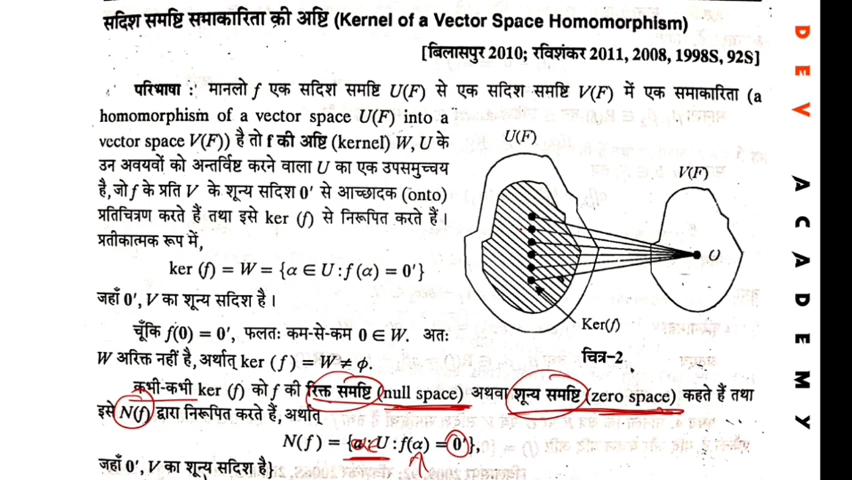 सदिश समष्टि समाकारिता की अष्टि (Kernel of a Vector Space Homomorphism)
[बिलासपुर 2010; रविशंकर 2011, 2008, 1998S, 92S]
परिभाषा : मानलो f एक सदिश समष्टि U(F) से एक सदिश समष्टि V(F) में एक समाकारिता (a
homomorphism of a vector space U(F) into a
vector space V(F)) है तो f की अष्टि (kernel) W, U के
उन अवयवों को अन्तर्विष्ट करने वाला U का एक उपसमुच्चय
है, जो f के प्रति V के शून्य सदिश 0′ से आच्छादक (onto)
प्रतिचित्रण करते हैं तथा इसे ker (f) से निरूपित करते हैं।
प्रतीकात्मक रूप में,
ker (f) = W = {α ∈ U : f(α) = 0′}
जहाँ 0′, V का शून्य सदिश है।
चूँकि f(0) = 0′, फलतः कम-से-कम 0 ∈ W. अतः
W अरिक्त नहीं है, अर्थात् ker (f) = W ≠ ϕ.
U(F)
V(F)
U
Ker(f)
चित्र-2
कभी-कभी ker (f) को f की रिक्त समष्टि (null space) अथवा शून्य समष्टि (zero space) कहते हैं तथा
इसे N(f) द्वारा निरूपित करते हैं, अर्थात्
N(f) = {α ∈ U : f(α) = 0′},
जहाँ 0′, V का शून्य सदिश है}
DEV ACADEMY